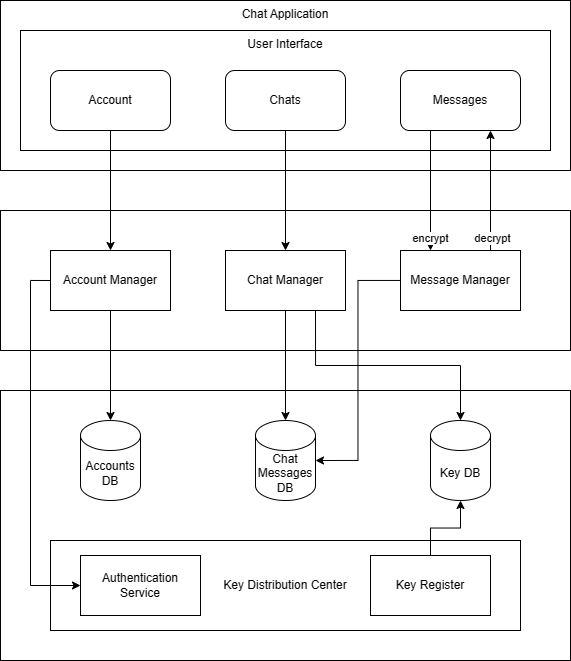 Chat Application
User Interface
Account
Chats
Messages
encrypt
decrypt
Account Manager
Chat Manager
Message Manager
Accounts
DB
Chat
Messages
DB
Key DB
Authentication
Service
Key Distribution Center
Key Register